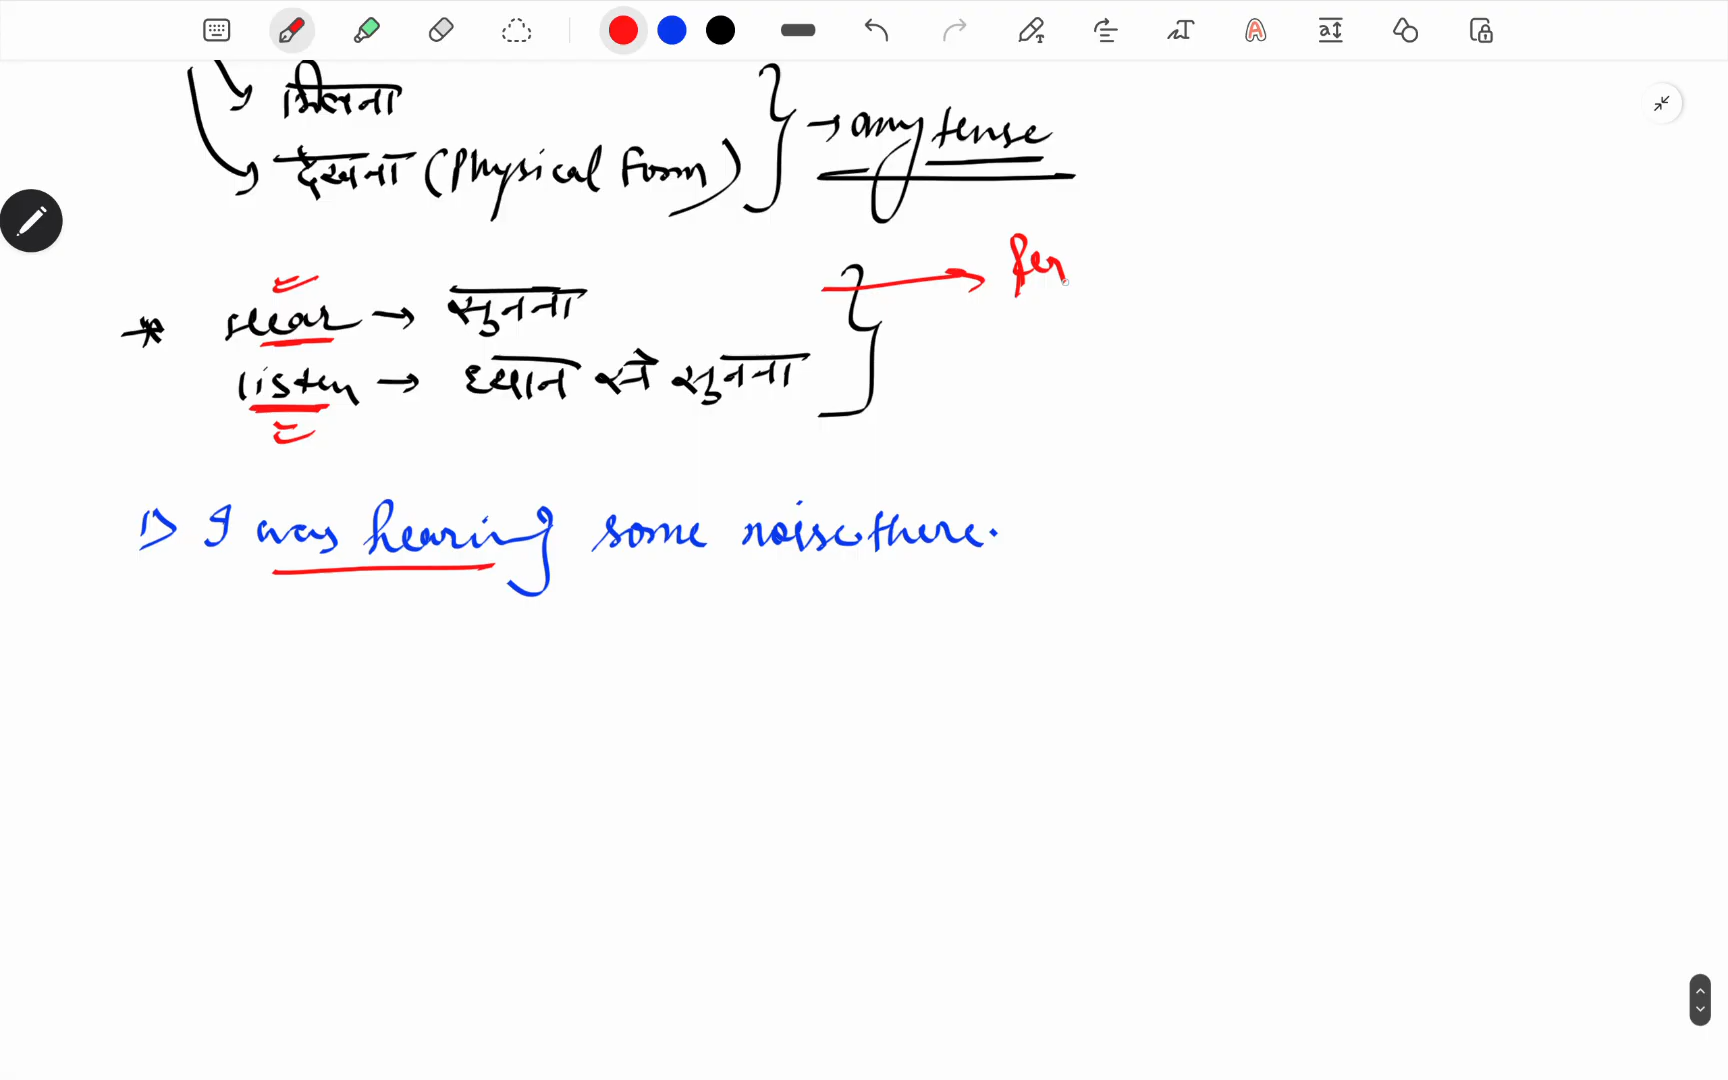 मिलना
देखना (Physical Form) → any tense
* Hear → सुनना
listen → ध्यान से सुनना
1) I was hearing some noise there.